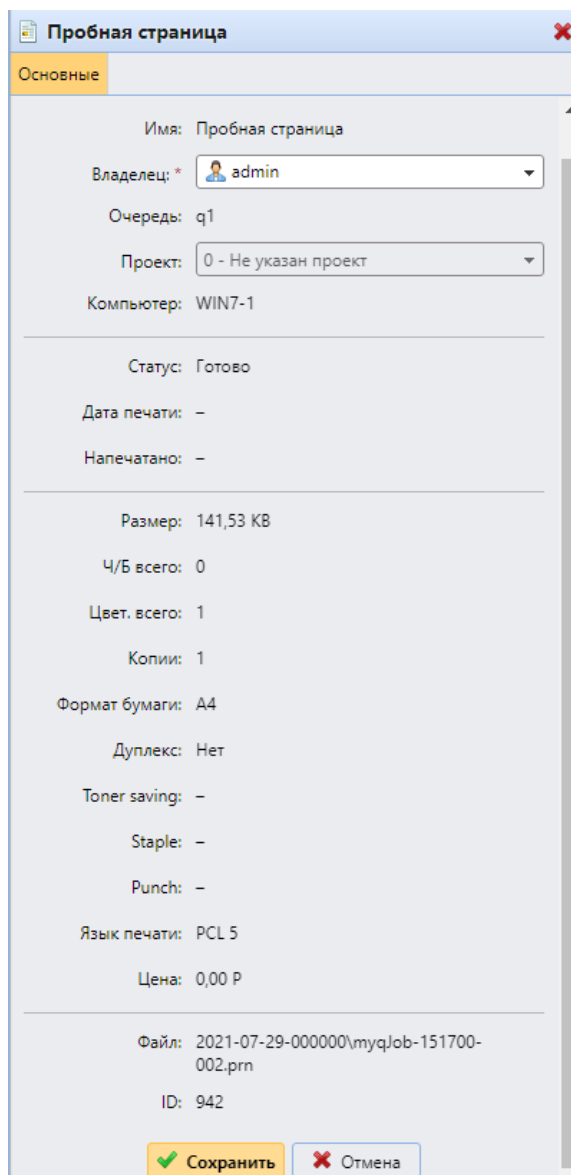 Пробная страница
Основные
Имя: Пробная страница
Владелец: * admin
Очередь: q1
Проект: 0 - Не указан проект
Компьютер: WIN7-1
Статус: Готово
Дата печати: –
Напечатано: –
Размер: 141,53 KB
Ч/Б всего: 0
Цвет. всего: 1
Копии: 1
Формат бумаги: A4
Дуплекс: Нет
Toner saving: –
Staple: –
Punch: –
Язык печати: PCL 5
Цена: 0,00 Р
Файл: 2021-07-29-000000\myqJob-151700-
002.prn
ID: 942
Сохранить Отмена